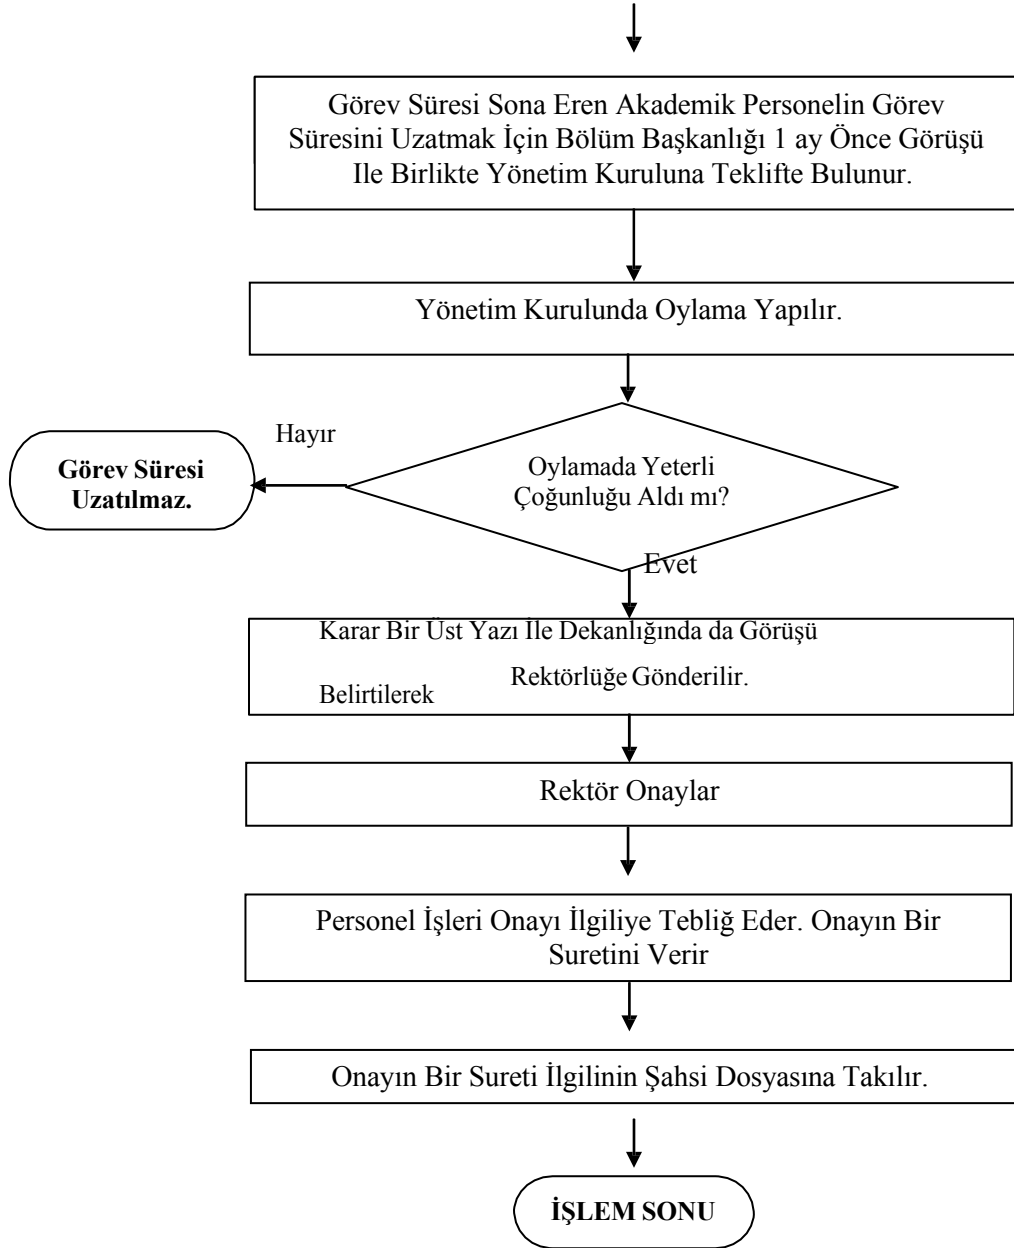 Görev Süresi Sona Eren Akademik Personelin Görev
Süresini Uzatmak İçin Bölüm Başkanlığı 1 ay Önce Görüşü
Ile Birlikte Yönetim Kuruluna Teklifte Bulunur.
Yönetim Kurulunda Oylama Yapılır.
Hayır
Görev Süresi
Uzatılmaz.
Oylamada Yeterli
Çoğunluğu Aldı mı?
Evet
Karar Bir Üst Yazı İle Dekanlığında da Görüşü
Rektörlüğe Gönderilir.
Belirtilerek
Rektör Onaylar
Personel İşleri Onayı İlgiliye Tebliğ Eder. Onayın Bir
Suretini Verir
Onayın Bir Sureti İlgilinin Şahsi Dosyasına Takılır.
İŞLEM SONU